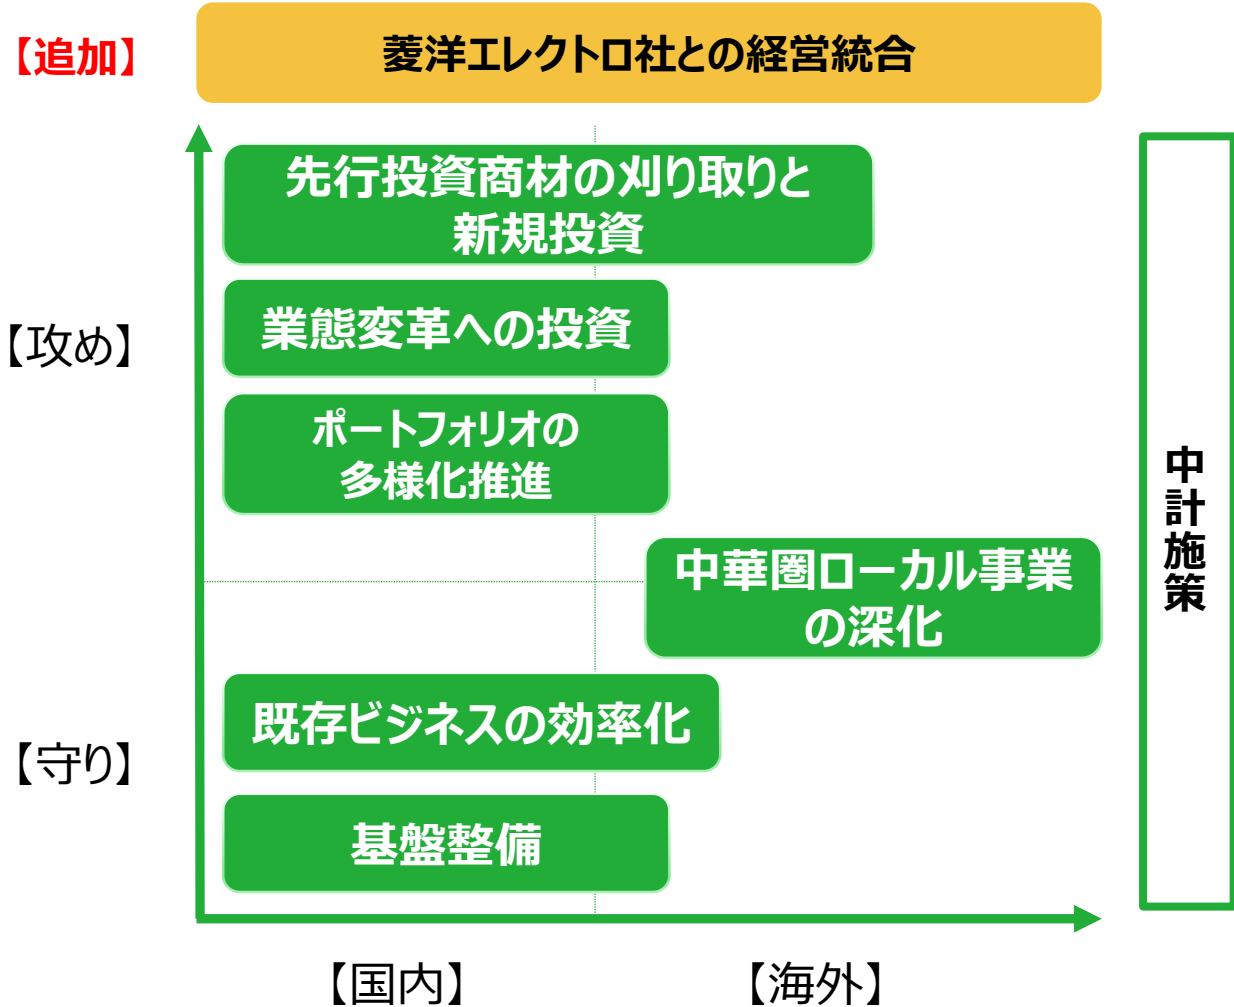 【追加】
菱洋エレクトロ社との経営統合
先行投資商材の刈り取りと
新規投資
【攻め】
業態変革への投資
ポートフォリオの
多様化推進
中華圏ローカル事業
の深化
【守り】
既存ビジネスの効率化
基盤整備
【国内】
【海外】
中計施策